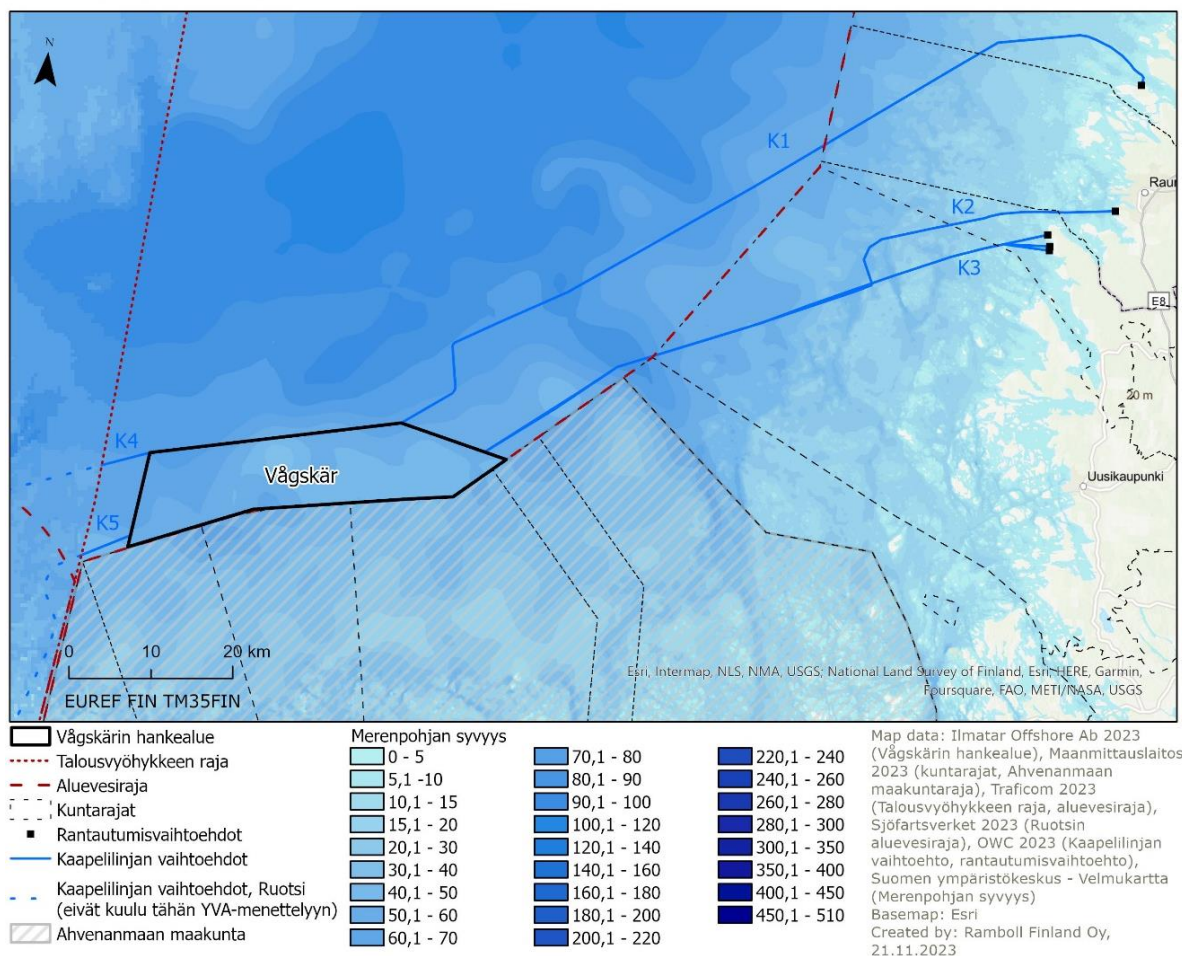 N
K1
Raum
K2
K3
E8
20 m
K4
Vågskär
Uusikaupunki
K5
0 10 20 km
EUREF FIN TM35FIN
Esri, Intermap, NLS, NMA, USGS; National Land Survey of Finland, Esri, HERE, Garmin,
Foursquare, FAO, METI/NASA, USGS
Vågskärin hankealue
Talousvyöhykkeen raja
Aluevesiraja
Kuntarajat
Rantautumisvaihtoehdot
Kaapelilinjan vaihtoehdot
Kaapelilinjan vaihtoehdot, Ruotsi
(eivät kuulu tähän YVA-menettelyyn)
Ahvenanmaan maakunta
Merenpohjan syvyys
0 - 5
5,1 -10
10,1 - 15
15,1 - 20
20,1 - 30
30,1 - 40
40,1 - 50
50,1 - 60
60,1 - 70
70,1 - 80
80,1 - 90
90,1 - 100
100,1 - 120
120,1 - 140
140,1 - 160
160,1 - 180
180,1 - 200
200,1 - 220
220,1 - 240
240,1 - 260
260,1 - 280
280,1 - 300
300,1 - 350
350,1 - 400
400,1 - 450
450,1 - 510
Map data: Ilmatar Offshore Ab 2023
(Vågskärin hankealue), Maanmittauslaitos
2023 (kuntarajat, Ahvenanmaan
maakuntaraja), Traficom 2023
(Talousvyöhykkeen raja, aluevesiraja),
Sjöfartsverket 2023 (Ruotsin
aluevesiraja), OWC 2023 (Kaapelilinjan
vaihtoehto, rantautumisvaihtoehto),
Suomen ympäristökeskus - Velmukartta
(Merenpohjan syvyys)
Basemap: Esri
Created by: Ramboll Finland Oy,
21.11.2023